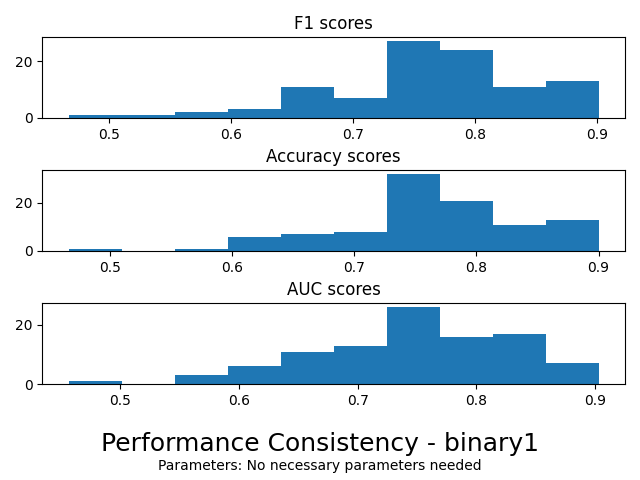 F1 scores
20
0
0.5 0.6 0.7 0.8 0.9
Accuracy scores
20
0
0.5 0.6 0.7 0.8 0.9
AUC scores
20
0
0.5 0.6 0.7 0.8 0.9
Performance Consistency - binary1
Parameters: No necessary parameters needed